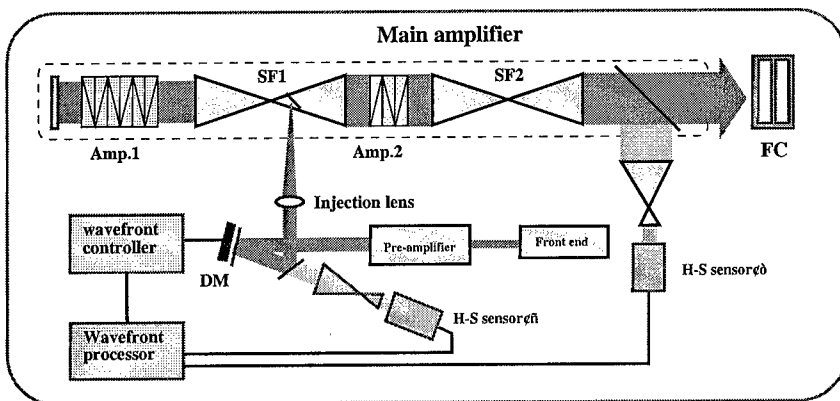 Main amplifier
SF1
SF2
Amp.1
Amp.2
FC
Injection lens
wavefront
controller
Pre-amplifier
Front end
DM
H-S sensor¢ò
H-S sensor¢ñ
Wavefront
processor